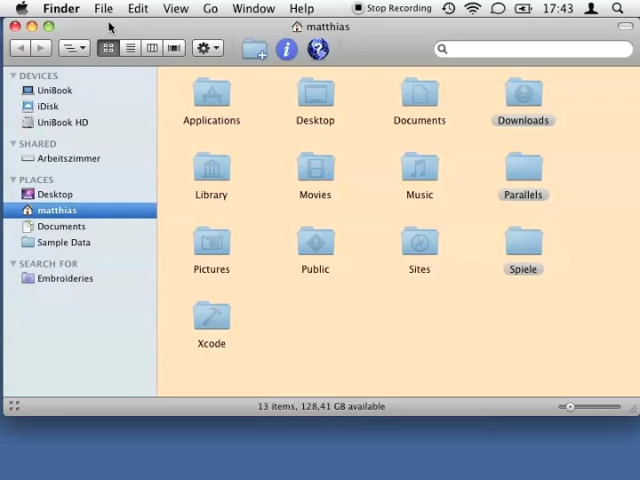 Finder File Edit View Go Window Help Stop Recording 17:43
matthias
DEVICES
UniBook
iDisk
UniBook HD
SHARED
Arbeitszimmer
PLACES
Desktop
matthias
Documents
Sample Data
SEARCH FOR
Embroideries
Applications Desktop Documents Downloads
Library Movies Music Parallels
Pictures Public Sites Spiele
Xcode
13 items, 128,41 GB available